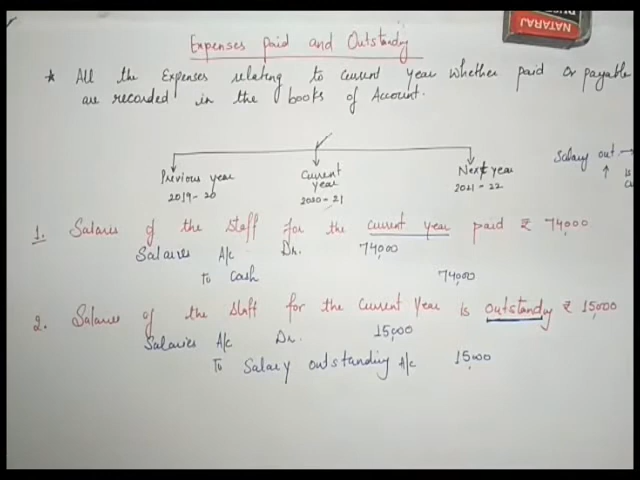 NATARAJ
Expenses Paid and Outstanding
* All the Expenses relating to current year whether paid or payable
are recorded in the books of Account.
Previous year
2019-20
Current
year
2020-21
Next year
2021-22
Salary out.
1. Salaries of the staff for the current year paid ₹ 74,000
Salaries A/c Dr. 74,000
To Cash 74,000
2. Salaries of the staff for the current year is outstanding ₹ 15,000
Salaries A/c Dr. 15,000
To Salary outstanding A/c 15,000